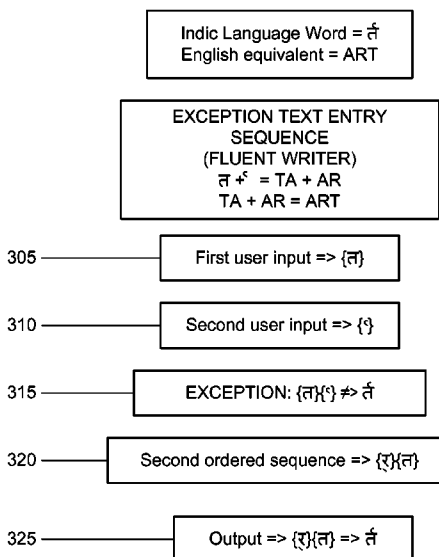 Indic Language Word = र्त
English equivalent = ART
EXCEPTION TEXT ENTRY
SEQUENCE
(FLUENT WRITER)
त +र्‍ = TA + AR
TA + AR = ART
305 First user input => {त}
310 Second user input => {र्‍}
315 EXCEPTION: {त}{र्‍} ≠> र्त
320 Second ordered sequence => {र्}{त}
325 Output => {र्}{त} => र्त